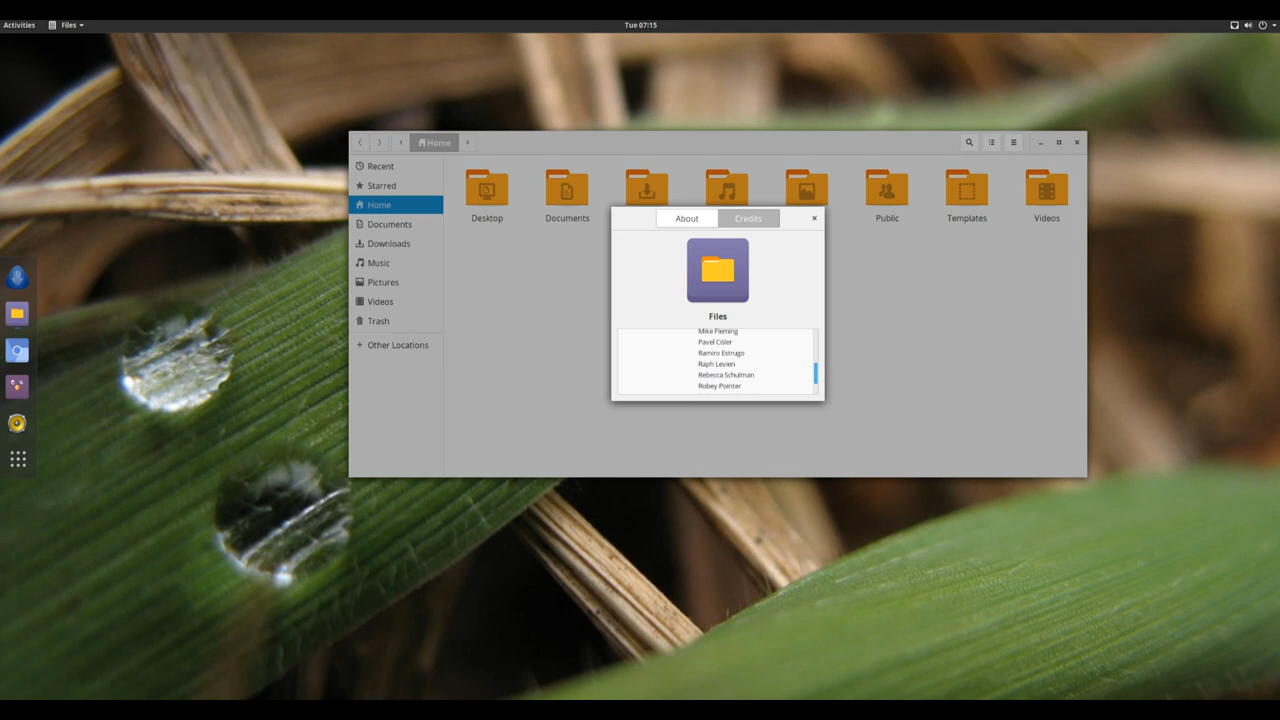 Activities
Files
Tue 07:15
Home
Recent
Starred
Home
Documents
Downloads
Music
Pictures
Videos
Trash
Other Locations
Desktop
Documents
Public
Templates
Videos
About
Credits
Files
Mike Fleming
Pavel Cisler
Ramiro Estrugo
Raph Levien
Rebecca Schulman
Robey Pointer